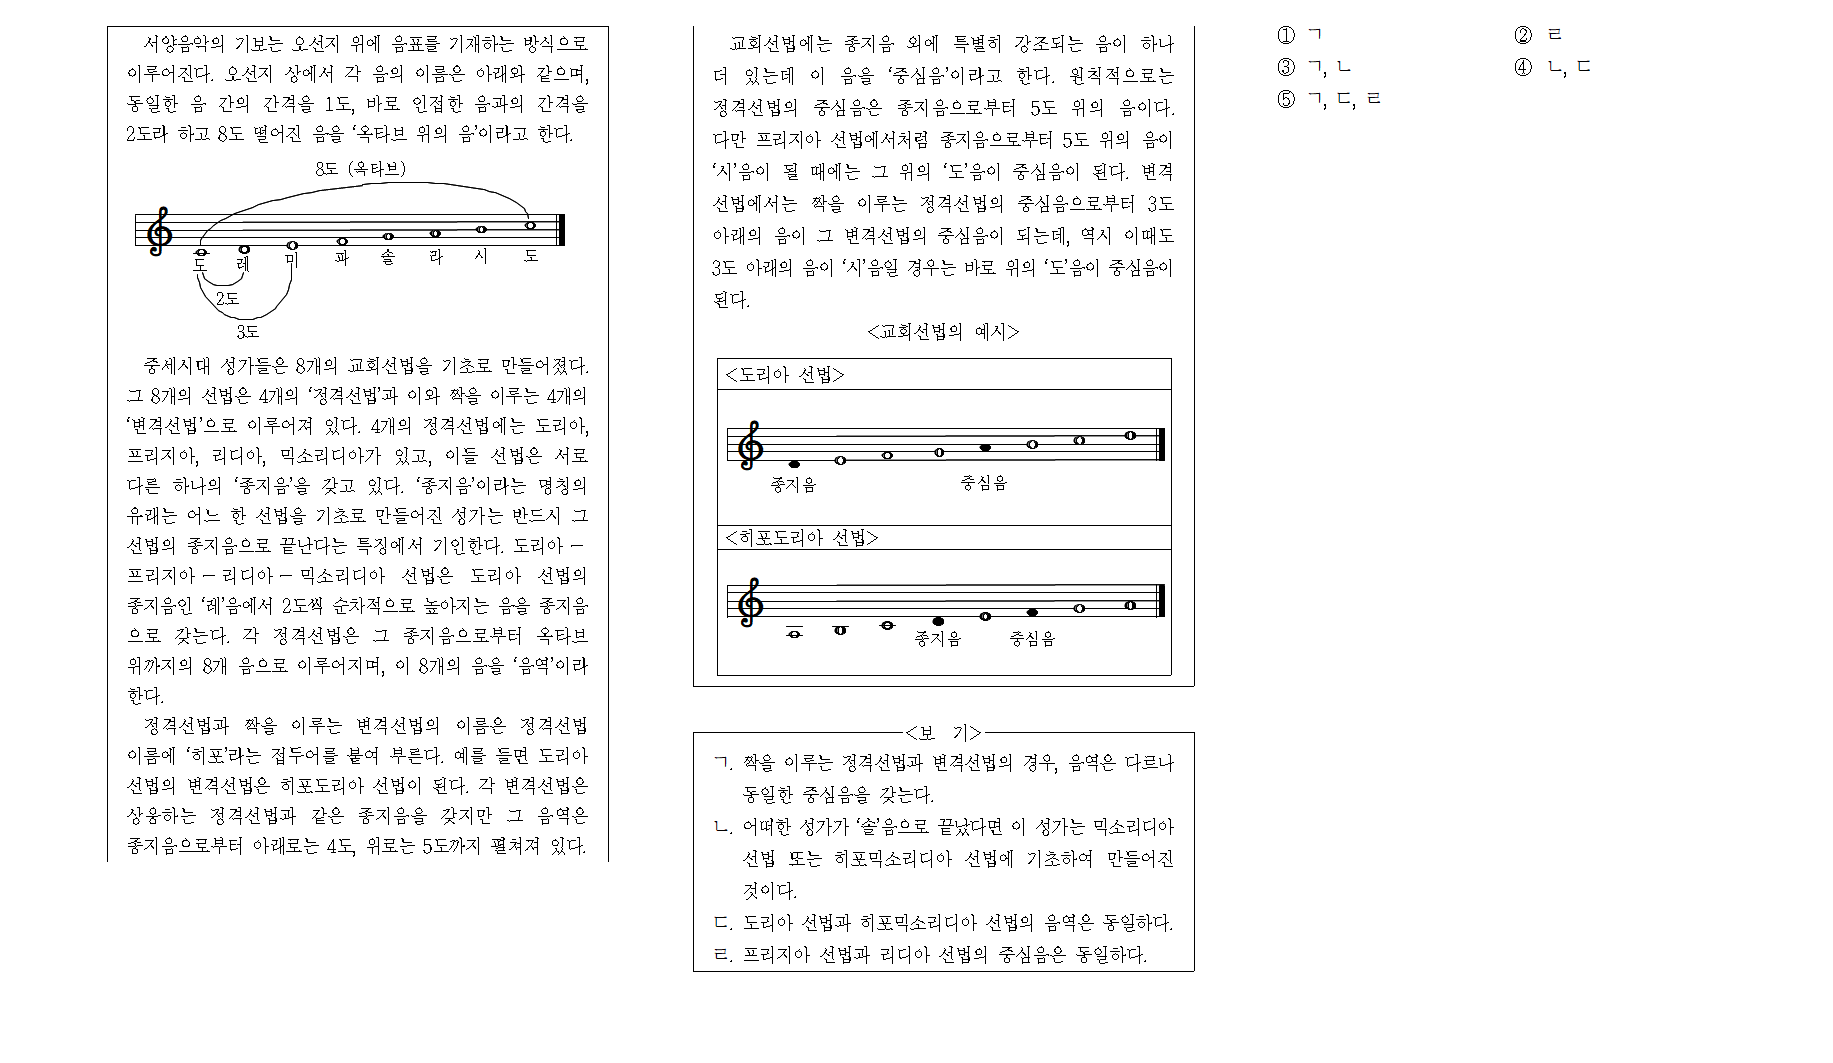 서양음악의 기보는 오선지 위에 음표를 기재하는 방식으로
이루어진다. 오선지 상에서 각 음의 이름은 아래와 같으며,
동일한 음 간의 간격을 1도, 바로 인접한 음과의 간격을
2도라 하고 8도 떨어진 음을 ‘옥타브 위의 음’이라고 한다.
8도 (옥타브)
도 레 미 파 솔 라 시 도
2도
3도
중세시대 성가들은 8개의 교회선법을 기초로 만들어졌다.
그 8개의 선법은 4개의 ‘정격선법’과 이와 짝을 이루는 4개의
‘변격선법’으로 이루어져 있다. 4개의 정격선법에는 도리아,
프리지아, 리디아, 믹소리디아가 있고, 이들 선법은 서로
다른 하나의 ‘종지음’을 갖고 있다. ‘종지음’이라는 명칭의
유래는 어느 한 선법을 기초로 만들어진 성가는 반드시 그
선법의 종지음으로 끝난다는 특징에서 기인한다. 도리아 -
프리지아 - 리디아 - 믹소리디아 선법은 도리아 선법의
종지음인 ‘레’음에서 2도씩 순차적으로 높아지는 음을 종지음
으로 갖는다. 각 정격선법은 그 종지음으로부터 옥타브
위까지의 8개 음으로 이루어지며, 이 8개의 음을 ‘음역’이라
한다.
정격선법과 짝을 이루는 변격선법의 이름은 정격선법
이름에 ‘히포’라는 접두어를 붙여 부른다. 예를 들면 도리아
선법의 변격선법은 히포도리아 선법이 된다. 각 변격선법은
상응하는 정격선법과 같은 종지음을 갖지만 그 음역은
종지음으로부터 아래로는 4도, 위로는 5도까지 펼쳐져 있다.
교회선법에는 종지음 외에 특별히 강조되는 음이 하나
더 있는데 이 음을 ‘중심음’이라고 한다. 원칙적으로는
정격선법의 중심음은 종지음으로부터 5도 위의 음이다.
다만 프리지아 선법에서처럼 종지음으로부터 5도 위의 음이
‘시’음이 될 때에는 그 위의 ‘도’음이 중심음이 된다. 변격
선법에서는 짝을 이루는 정격선법의 중심음으로부터 3도
아래의 음이 그 변격선법의 중심음이 되는데, 역시 이때도
3도 아래의 음이 ‘시’음일 경우는 바로 위의 ‘도’음이 중심음이
된다.
<교회선법의 예시>
<도리아 선법>
종지음 중심음
<히포도리아 선법>
종지음 중심음
<보 기>
ㄱ. 짝을 이루는 정격선법과 변격선법의 경우, 음역은 다르나
동일한 중심음을 갖는다.
ㄴ. 어떠한 성가가 ‘솔’음으로 끝났다면 이 성가는 믹소리디아
선법 또는 히포믹소리디아 선법에 기초하여 만들어진
것이다.
ㄷ. 도리아 선법과 히포믹소리디아 선법의 음역은 동일하다.
ㄹ. 프리지아 선법과 리디아 선법의 중심음은 동일하다.
① ㄱ ② ㄹ
③ ㄱ, ㄴ ④ ㄴ, ㄷ
⑤ ㄱ, ㄷ, ㄹ